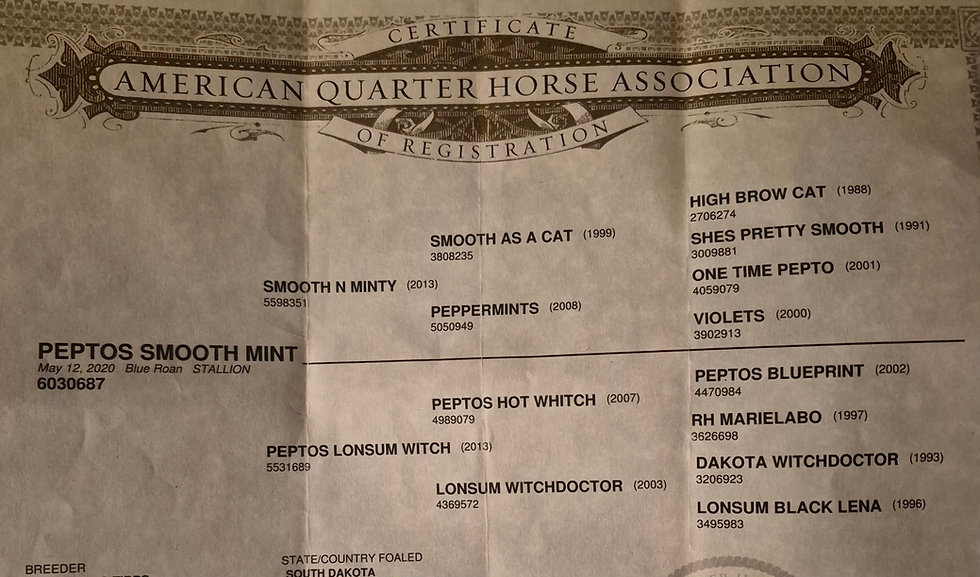 CERTIFICATE
AMERICAN QUARTER HORSE ASSOCIATION
OF REGISTRATION
HIGH BROW CAT (1988)
2706274
SMOOTH AS A CAT (1999)
3808235
SHES PRETTY SMOOTH (1991)
3009881
SMOOTH N MINTY (2013)
5598351
ONE TIME PEPTO (2001)
4059079
PEPPERMINTS (2008)
5050949
VIOLETS (2000)
3902913
PEPTOS SMOOTH MINT
May 12, 2020 Blue Roan STALLION
6030687
PEPTOS BLUEPRINT (2002)
4470984
PEPTOS HOT WHITCH (2007)
4989079
RH MARIELABO (1997)
3626698
PEPTOS LONSUM WITCH (2013)
5531689
DAKOTA WITCHDOCTOR (1993)
3206923
LONSUM WITCHDOCTOR (2003)
4369572
LONSUM BLACK LENA (1996)
3495983
BREEDER
STATE/COUNTRY FOALED
SOUTH DAKOTA